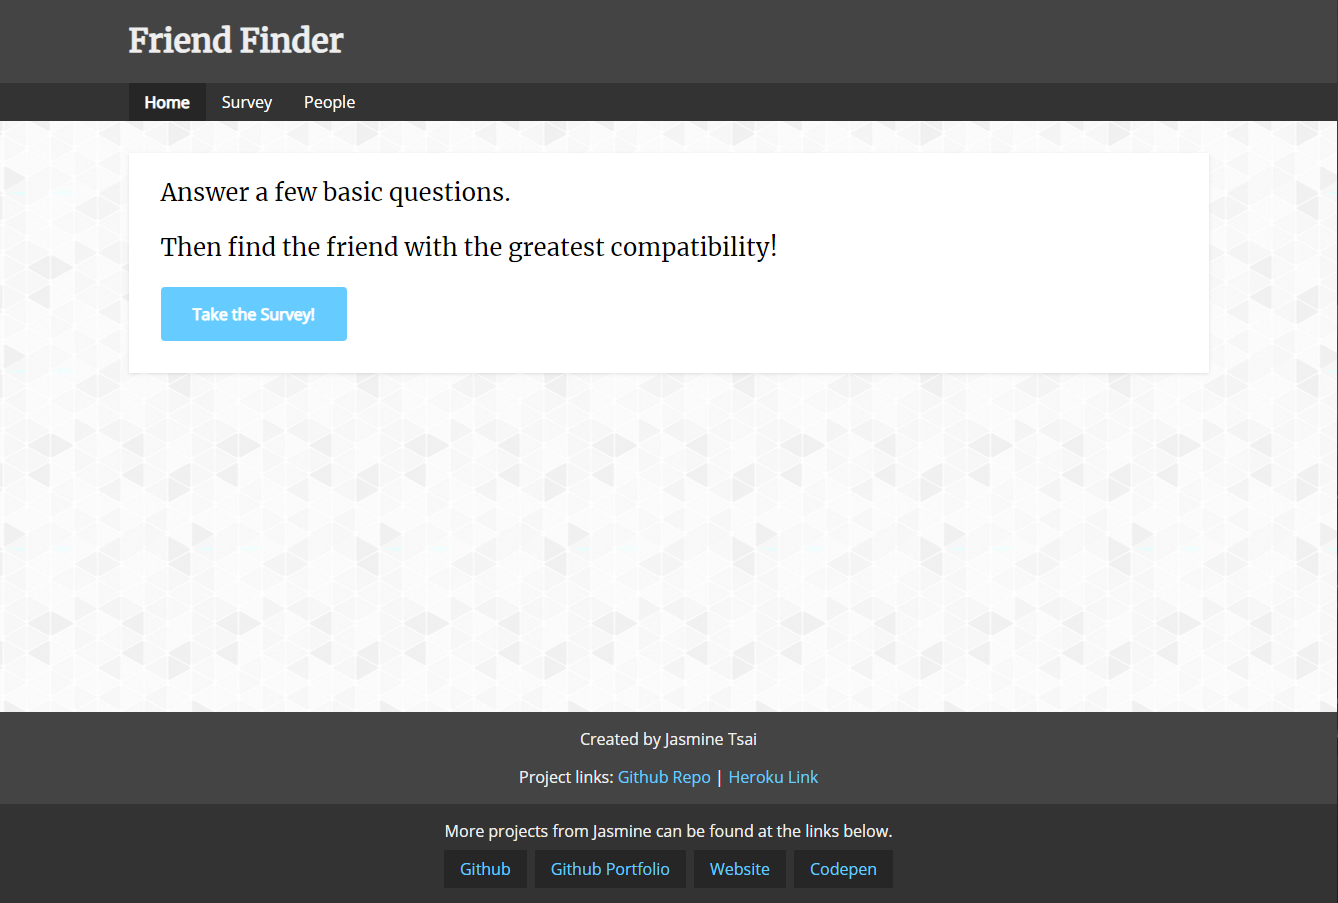 Friend Finder
Home Survey People
Answer a few basic questions.
Then find the friend with the greatest compatibility!
Take the Survey!
Created by Jasmine Tsai
Project links: Github Repo | Heroku Link
More projects from Jasmine can be found at the links below.
Github Github Portfolio Website Codepen